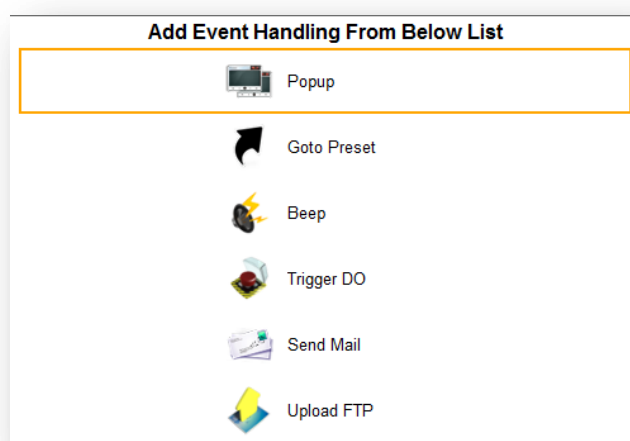 Add Event Handling From Below List
Popup
Goto Preset
Beep
Trigger DO
Send Mail
Upload FTP